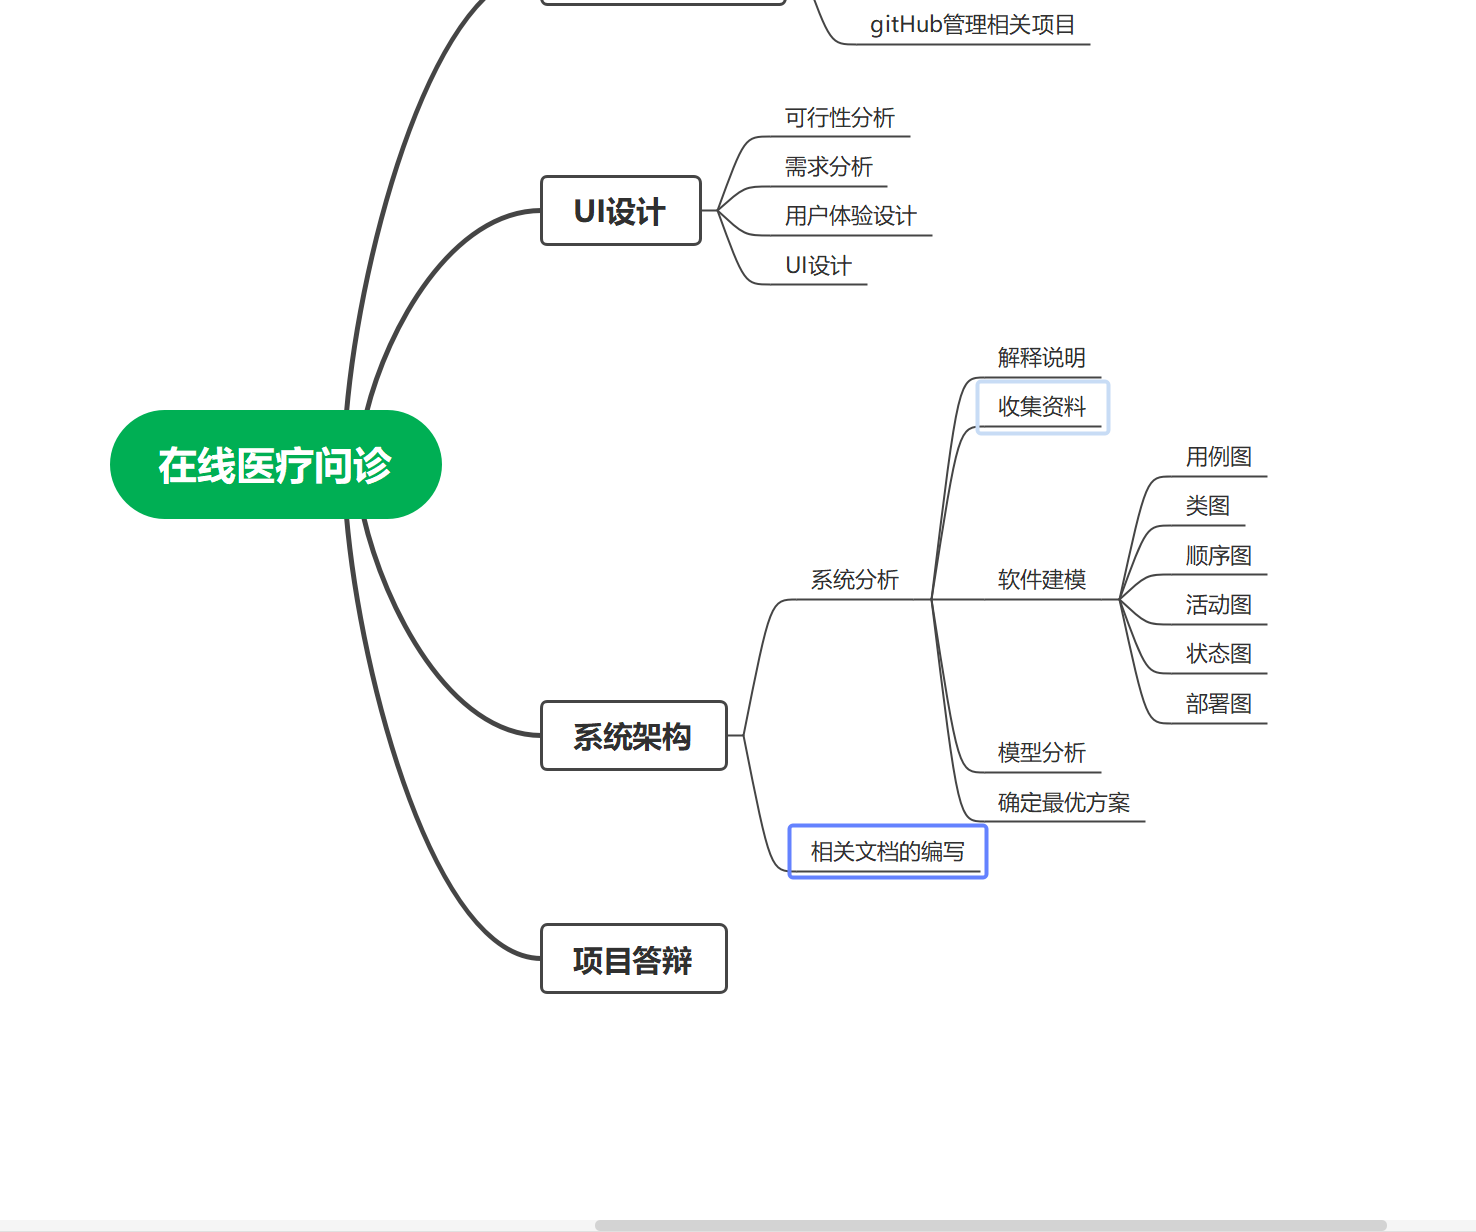 gitHub管理相关项目
可行性分析
需求分析
UI设计
用户体验设计
UI设计
解释说明
收集资料
在线医疗问诊
用例图
类图
顺序图
系统分析
软件建模
活动图
状态图
部署图
系统架构
模型分析
确定最优方案
相关文档的编写
项目答辩